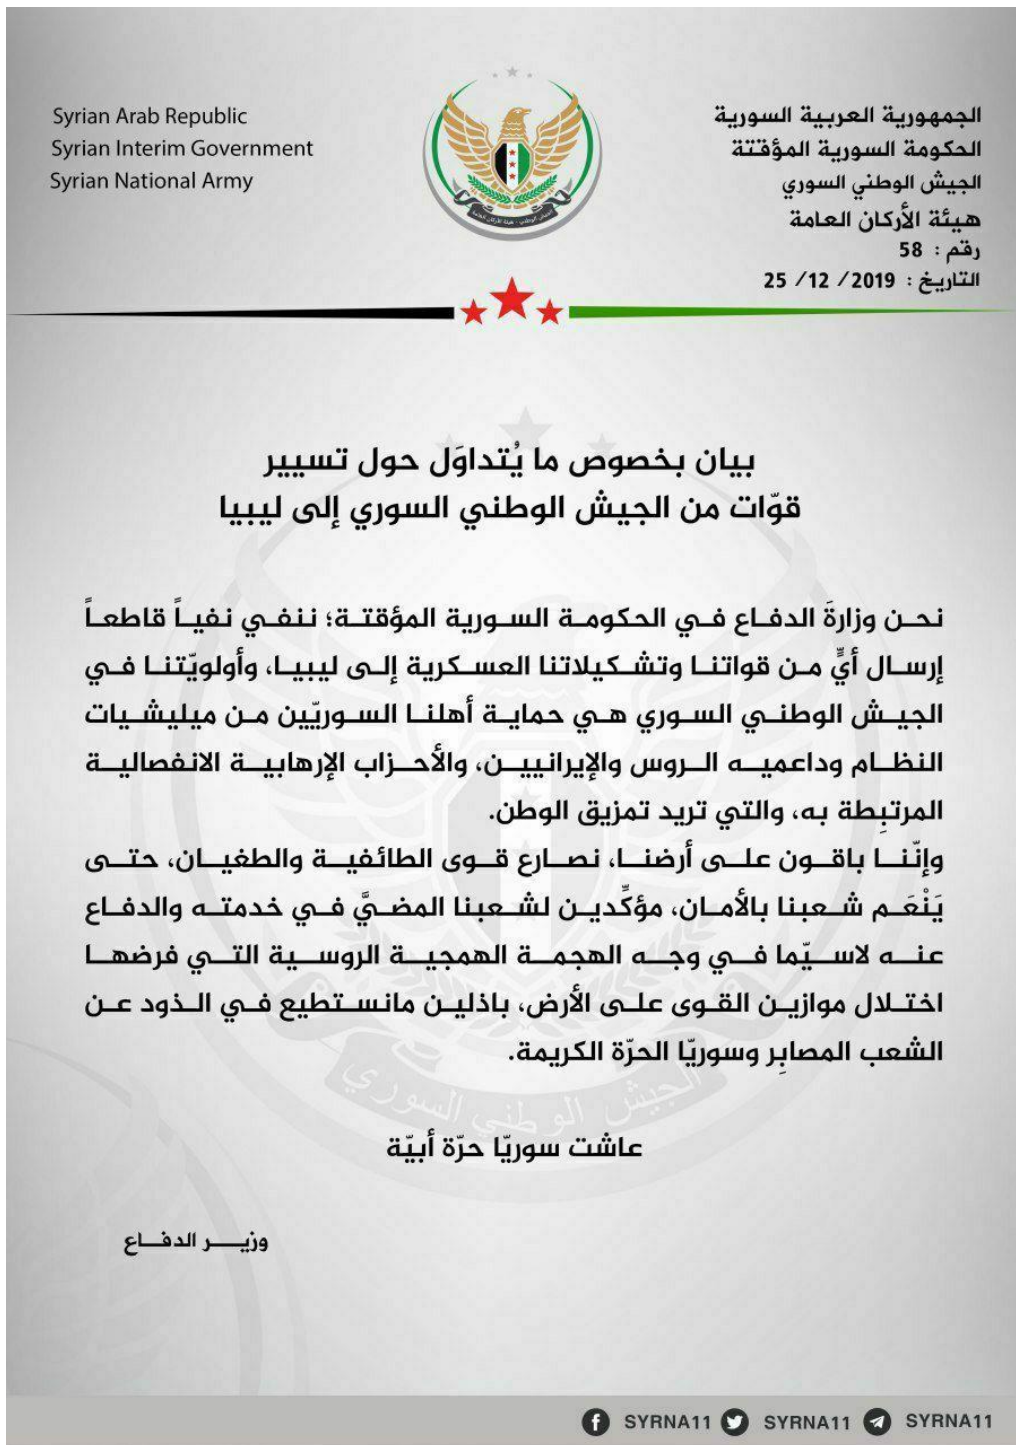 Syrian Arab Republic
Syrian Interim Government
Syrian National Army
الجمهورية العربية السورية
الحكومة السورية المؤقتة
الجيش الوطني السوري
هيئة الأركان العامة
رقم : 58
التاريخ : 2019/ 12/ 25
بيان بخصوص ما يُتداوَل حول تسيير
قوّات من الجيش الوطني السوري إلى ليبيا
نحن وزارةَ الدفاع في الحكومة السورية المؤقتة؛ ننفي نفياً قاطعاً
إرسال أيٍّ من قواتنا وتشكيلاتنا العسكرية إلى ليبيا، وأولويّتنا في
الجيش الوطني السوري هي حماية أهلنا السوريّين من ميليشيات
النظام وداعميه الروس والإيرانيين، والأحزاب الإرهابية الانفصالية
المرتبِطة به، والتي تريد تمزيق الوطن.
وإنّنا باقون على أرضنا، نصارع قوى الطائفية والطغيان، حتى
يَنْعَم شعبنا بالأمان، مؤكِّدين لشعبنا المضيَّ في خدمته والدفاع
عنه لاسيّما في وجه الهجمة الهمجية الروسية التي فرضها
اختلال موازين القوى على الأرض، باذلين مانستطيع في الذود عن
الشعب المصابِر وسوريّا الحرّة الكريمة.
الجيش الوطني السوري
عاشت سوريّا حرّة أبيّة
وزير الدفاع
SYRNA11 SYRNA11 SYRNA11